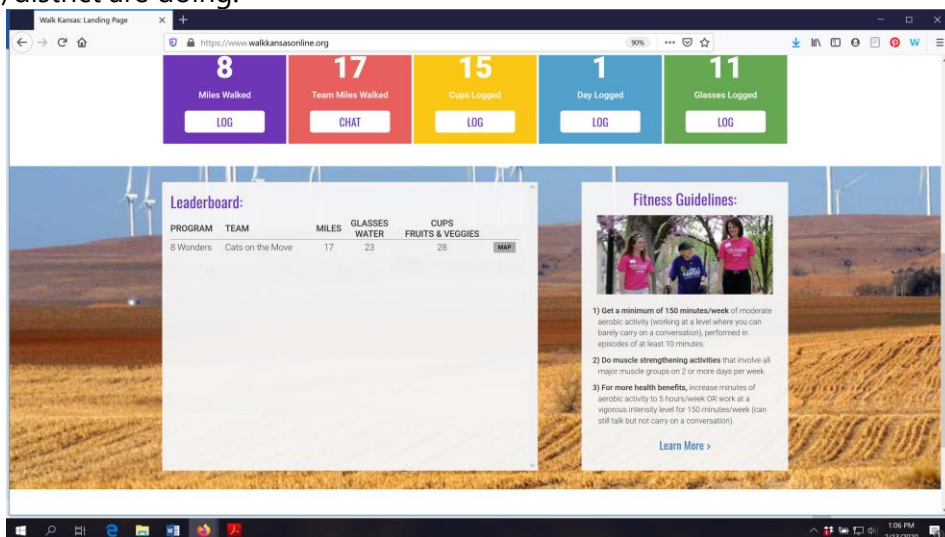 /district are doing.
Walk Kansas: Landing Page
https://www.walkkansasonline.org
90%
8
17
15
1
11
Miles Walked
Team Miles Walked
Cups Logged
Day Logged
Glasses Logged
LOG
CHAT
LOG
LOG
LOG
Leaderboard:
PROGRAM TEAM MILES GLASSES WATER CUPS FRUITS & VEGGIES
8 Wonders Cats on the Move 17 23 28 MAP
Fitness Guidelines:
1) Get a minimum of 150 minutes/week of moderate
aerobic activity (working at a level where you can
barely carry on a conversation), performed in
episodes of at least 10 minutes.
2) Do muscle strengthening activities that involve all
major muscle groups on 2 or more days per week.
3) For more health benefits, increase minutes of
aerobic activity to 5 hours/week OR work at a
vigorous intensity level for 150 minutes/week (can
still talk but not carry on a conversation).
Learn More >
1:06 PM